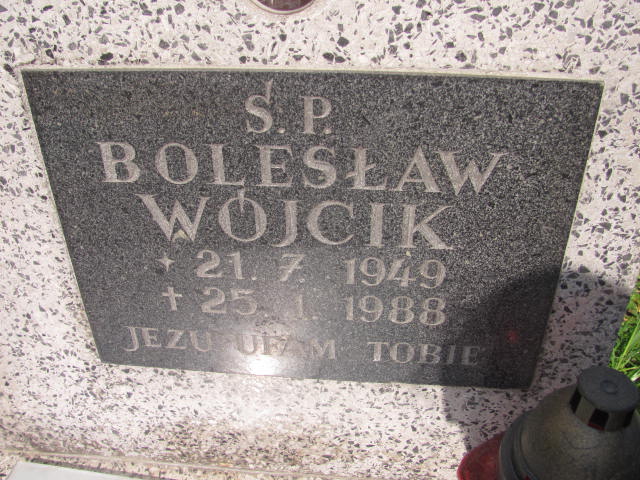 Ś. P.
BOLESŁAW
WÓJCIK
* 21. 7. 1949
+ 25. 1. 1988
JEZU UFAM TOBIE